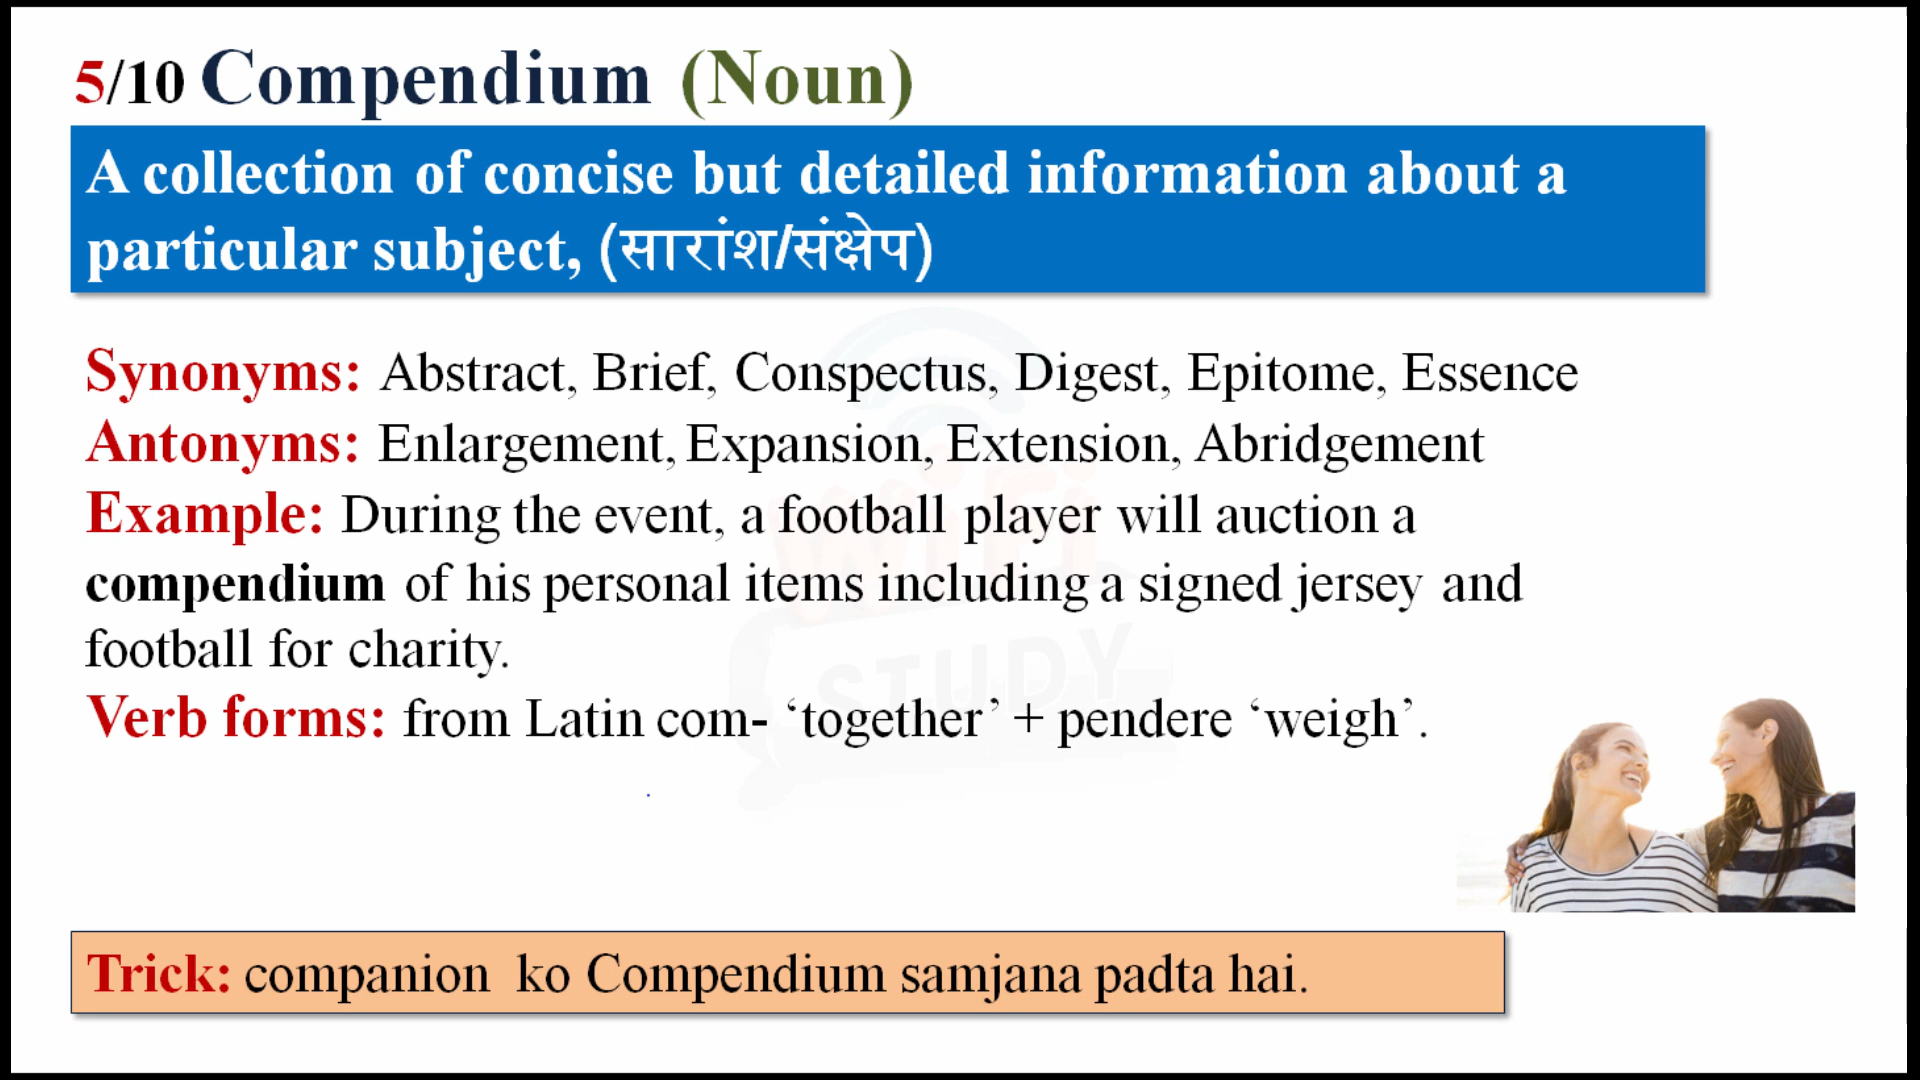 5/10 Compendium (Noun)
A collection of concise but detailed information about a
particular subject, (सारांश/संक्षेप)
Synonyms: Abstract, Brief, Conspectus, Digest, Epitome, Essence
Antonyms: Enlargement, Expansion, Extension, Abridgement
Example: During the event, a football player will auction a
compendium of his personal items including a signed jersey and
football for charity.
Verb forms: from Latin com- ‘together’ + pendere ‘weigh’.
WiFi
STUDY
Trick: companion ko Compendium samjana padta hai.